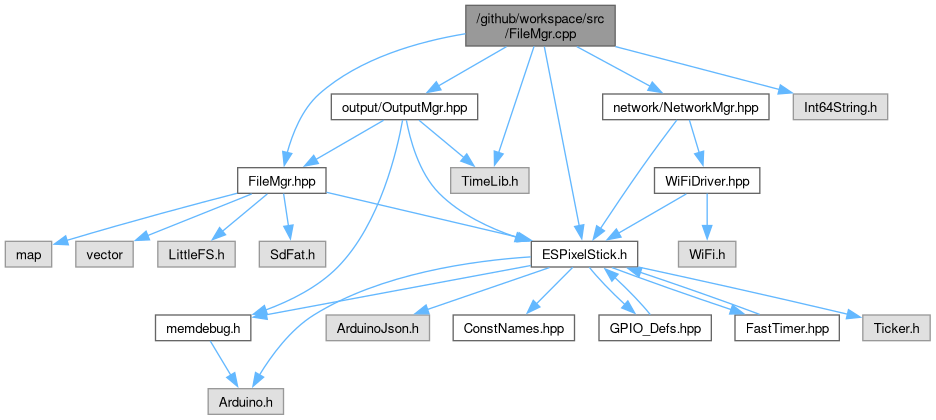 /github/workspace/src
/FileMgr.cpp
output/OutputMgr.hpp
network/NetworkMgr.hpp
Int64String.h
FileMgr.hpp
TimeLib.h
WiFiDriver.hpp
map
vector
LittleFS.h
SdFat.h
ESPixelStick.h
WiFi.h
memdebug.h
ArduinoJson.h
ConstNames.hpp
GPIO_Defs.hpp
FastTimer.hpp
Ticker.h
Arduino.h